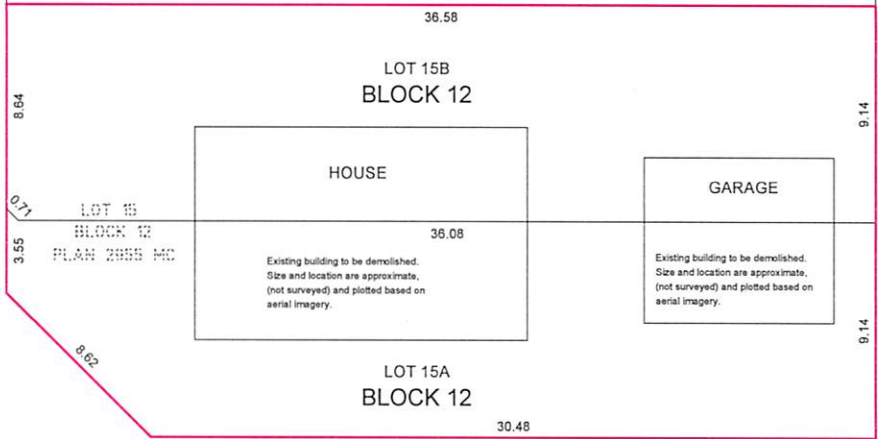 36.58
LOT 15B
BLOCK 12
8.64
9.14
HOUSE
GARAGE
0.71
LOT 15
BLOCK 12
PLAN 2955 MC
36.08
3.55
Existing building to be demolished.
Size and location are approximate,
(not surveyed) and plotted based on
aerial imagery.
Existing building to be demolished.
Size and location are approximate,
(not surveyed) and plotted based on
aerial imagery.
8.62
9.14
LOT 15A
BLOCK 12
30.48